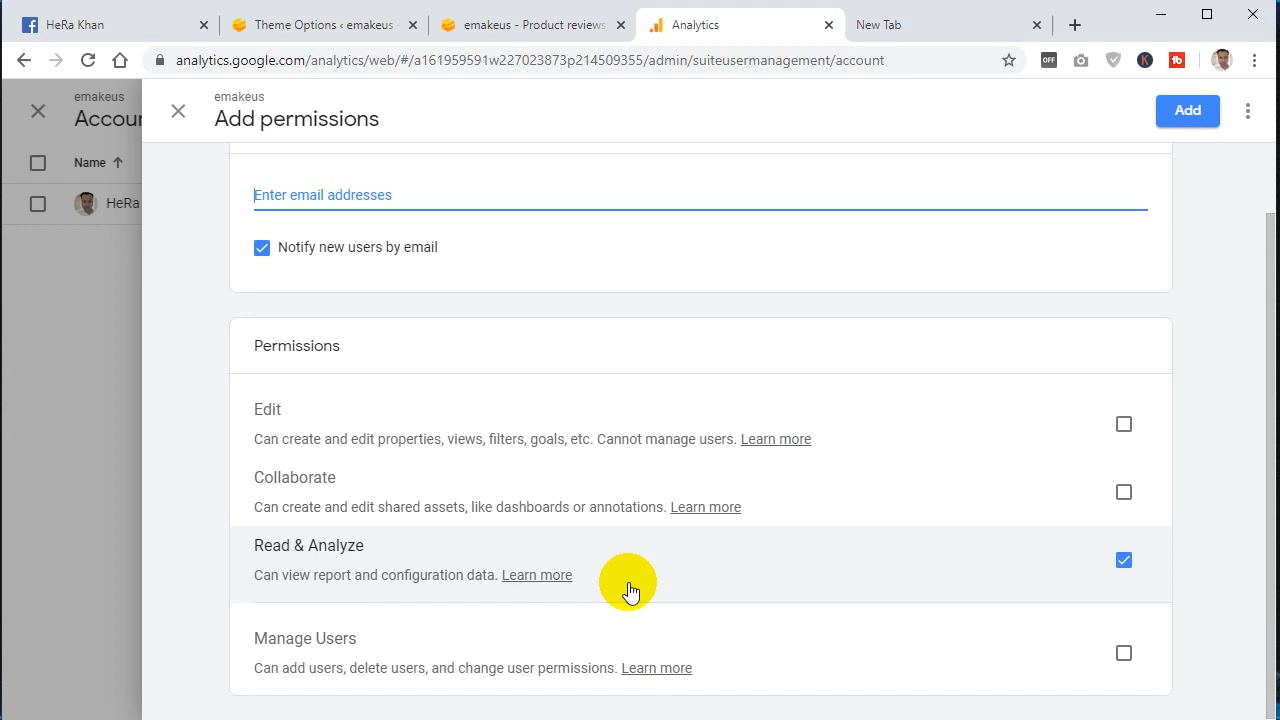 HeRa Khan
Theme Options ‹ emakeus
emakeus - Product reviews,
Analytics
New Tab
analytics.google.com/analytics/web/#/a161959591w227023873p214509355/admin/suiteusermanagement/account
OFF
K
tb
emakeus
Accour
Name
HeRa
emakeus
Add permissions
Add
Enter email addresses
Notify new users by email
Permissions
Edit
Can create and edit properties, views, filters, goals, etc. Cannot manage users. Learn more
Collaborate
Can create and edit shared assets, like dashboards or annotations. Learn more
Read & Analyze
Can view report and configuration data. Learn more
Manage Users
Can add users, delete users, and change user permissions. Learn more